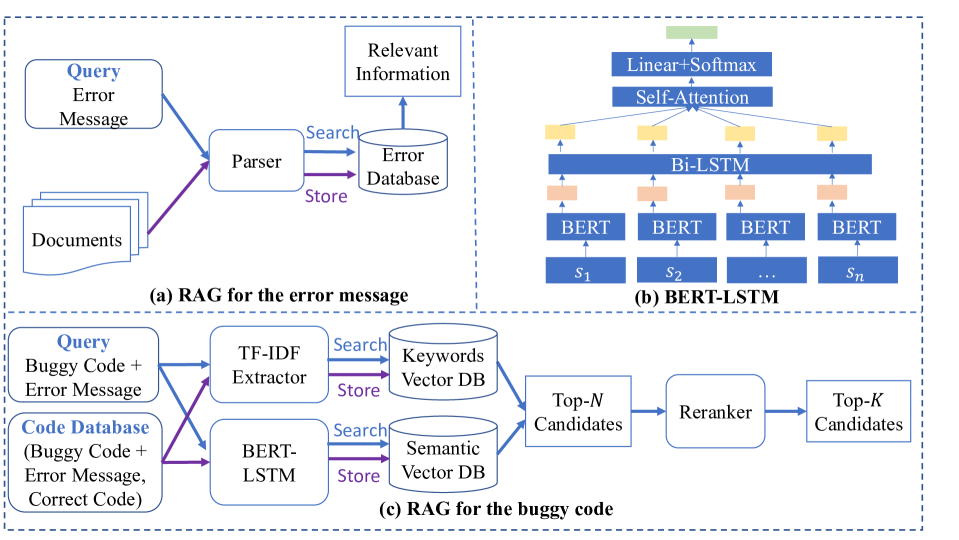 Query
Error
Message
Documents
Parser
Search
Store
Error
Database
Relevant
Information
(a) RAG for the error message
Linear+Softmax
Self-Attention
Bi-LSTM
BERT BERT BERT BERT
s₁ s₂ … sₙ
(b) BERT-LSTM
Query
Buggy Code +
Error Message
Code Database
(Buggy Code +
Error Message,
Correct Code)
TF-IDF
Extractor
Search
Store
Keywords
Vector DB
BERT-
LSTM
Search
Store
Semantic
Vector DB
Top-N
Candidates
Reranker
Top-K
Candidates
(c) RAG for the buggy code